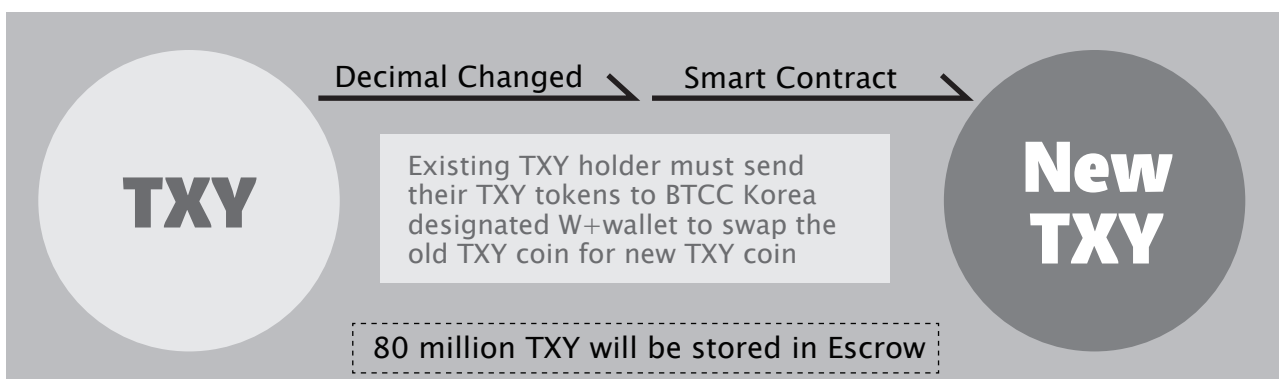 TXY
Decimal Changed
Smart Contract
Existing TXY holder must send
their TXY tokens to BTCC Korea
designated W+wallet to swap the
old TXY coin for new TXY coin
New
TXY
80 million TXY will be stored in Escrow